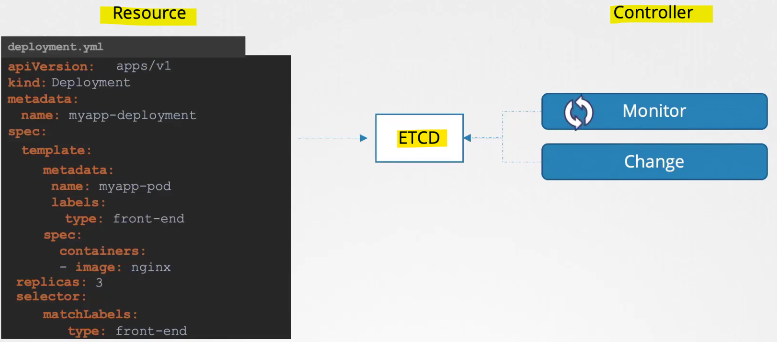 Resource
Controller
deployment.yml
apiVersion: apps/v1
kind: Deployment
metadata:
name: myapp-deployment
spec:
template:
metadata:
name: myapp-pod
labels:
type: front-end
spec:
containers:
- image: nginx
replicas: 3
selector:
matchLabels:
type: front-end
ETCD
Monitor
Change